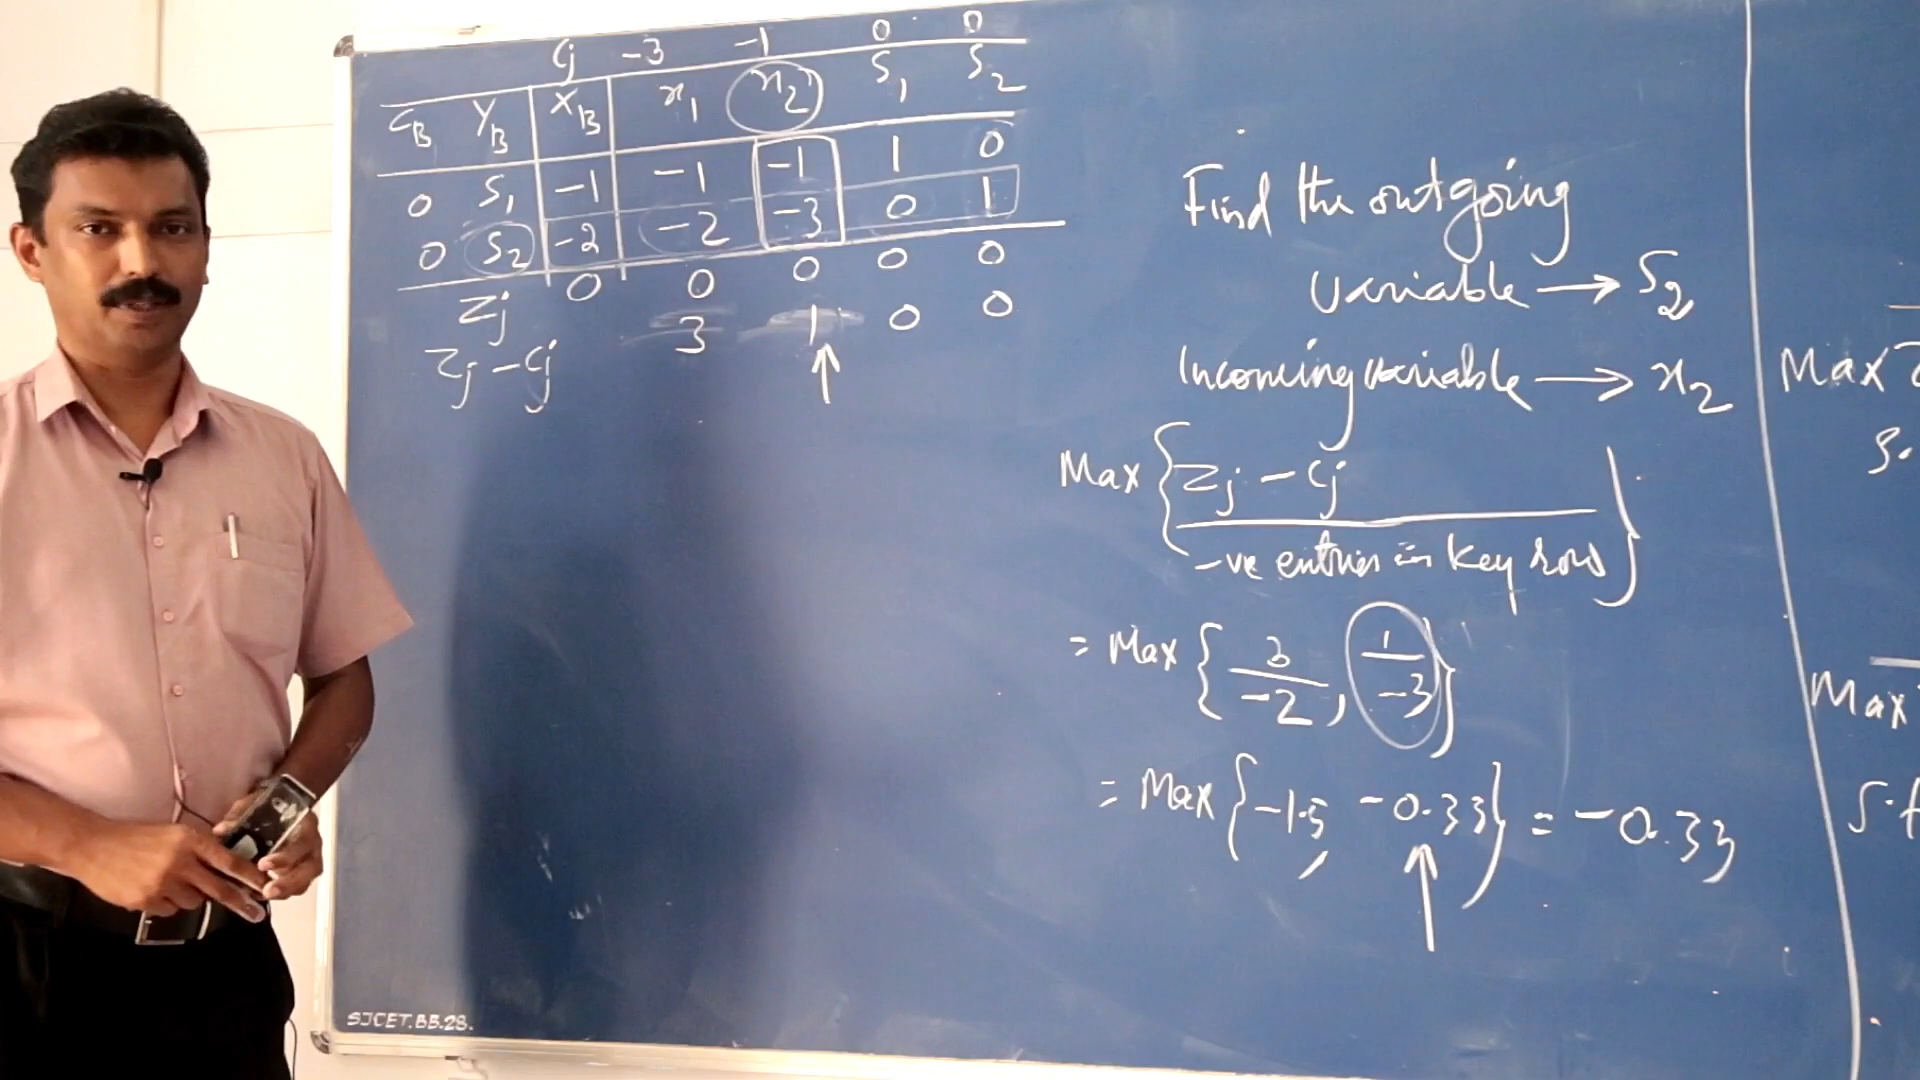 Cj -3 -1 0 0
CB YB XB x1 x2 S1 S2
0 S1 -1 -1 -1 1 0
0 S2 -2 -2 -3 0 1
Zj 0 0 0 0 0
Zj - Cj 3 1 0 0
Find the outgoing
variable → S2
Incoming variable → x2
Max { Zj - Cj / -ve entries in key row }
= Max { 3/-2, 1/-3 }
= Max { -1.5, -0.33 } = -0.33
Max Z
S.
Max
S.t
SJCET.BB.28.